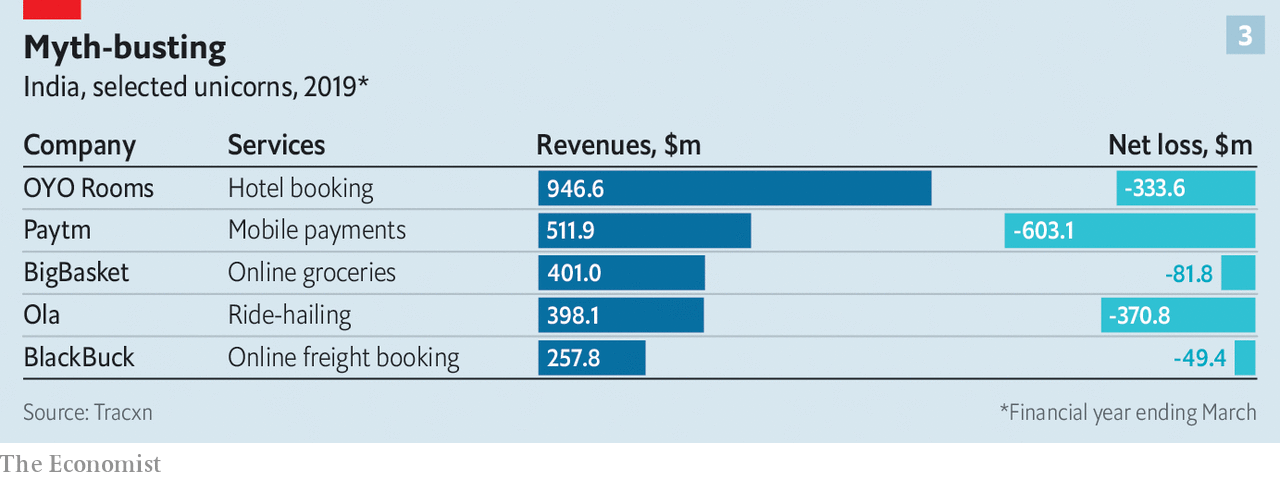 Myth-busting
3
India, selected unicorns, 2019*
Company Services Revenues, $m Net loss, $m
OYO Rooms Hotel booking 946.6 -333.6
Paytm Mobile payments 511.9 -603.1
BigBasket Online groceries 401.0 -81.8
Ola Ride-hailing 398.1 -370.8
BlackBuck Online freight booking 257.8 -49.4
Source: Tracxn *Financial year ending March
The Economist